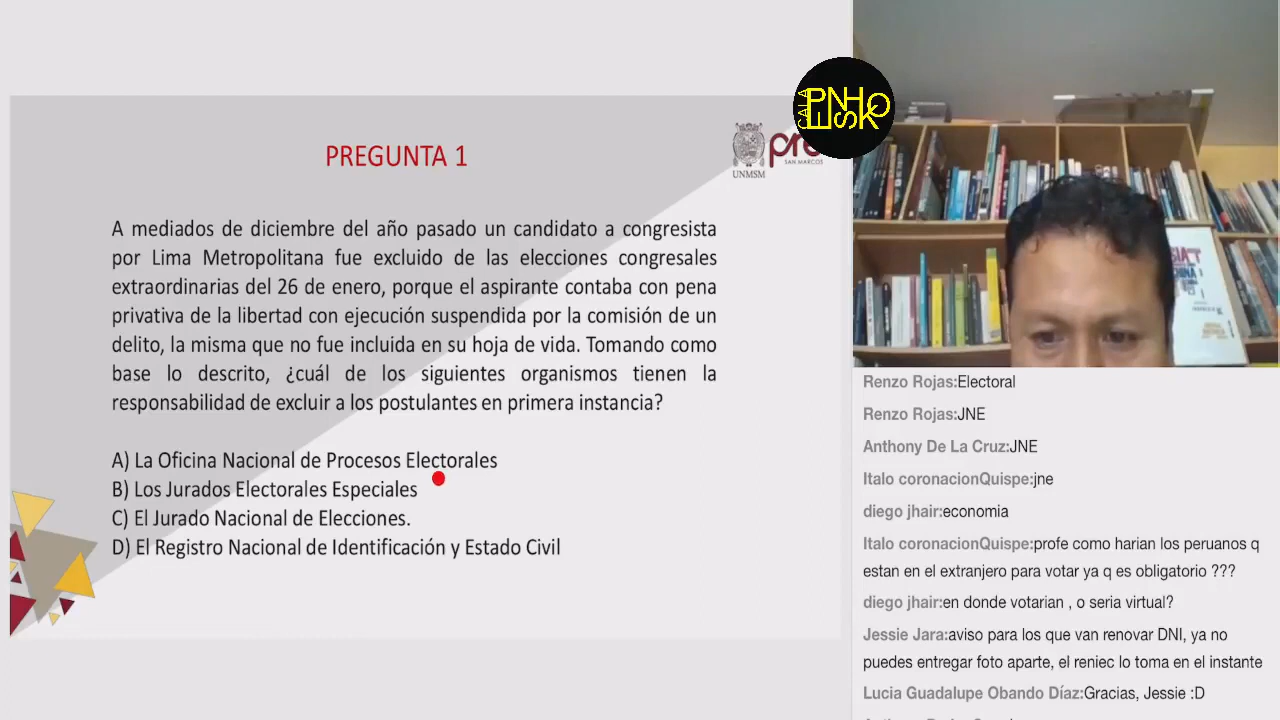 PREGUNTA 1
UNMSM
SAN MARCOS
CALA
PENHSKO
A mediados de diciembre del año pasado un candidato a congresista
por Lima Metropolitana fue excluido de las elecciones congresales
extraordinarias del 26 de enero, porque el aspirante contaba con pena
privativa de la libertad con ejecución suspendida por la comisión de un
delito, la misma que no fue incluida en su hoja de vida. Tomando como
base lo descrito, ¿cuál de los siguientes organismos tienen la
responsabilidad de excluir a los postulantes en primera instancia?
A) La Oficina Nacional de Procesos Electorales
B) Los Jurados Electorales Especiales
C) El Jurado Nacional de Elecciones.
D) El Registro Nacional de Identificación y Estado Civil
Renzo Rojas:Electoral
Renzo Rojas:JNE
Anthony De La Cruz:JNE
Italo coronacionQuispe:jne
diego jhair:economia
Italo coronacionQuispe:profe como harian los peruanos q
estan en el extranjero para votar ya q es obligatorio ???
diego jhair:en donde votarian , o seria virtual?
Jessie Jara:aviso para los que van renovar DNI, ya no
puedes entregar foto aparte, el reniec lo toma en el instante
Lucia Guadalupe Obando Díaz:Gracias, Jessie :D